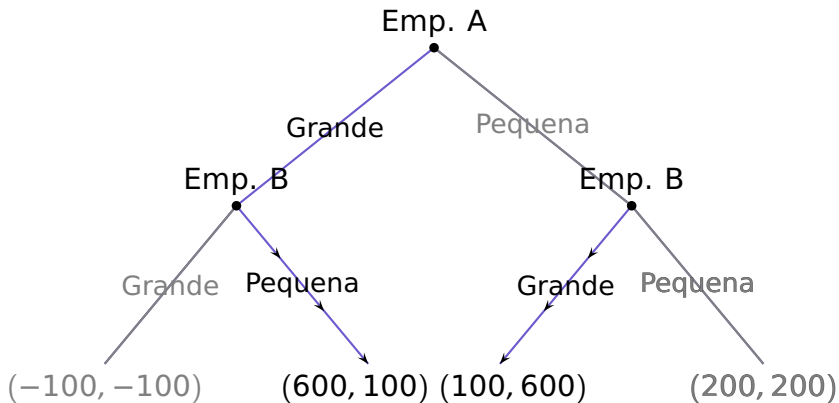 Emp. A
Grande
Pequena
Emp. B
Emp. B
Grande
Pequena
Grande
Pequena
(−100, −100)
(600, 100)
(100, 600)
(200, 200)